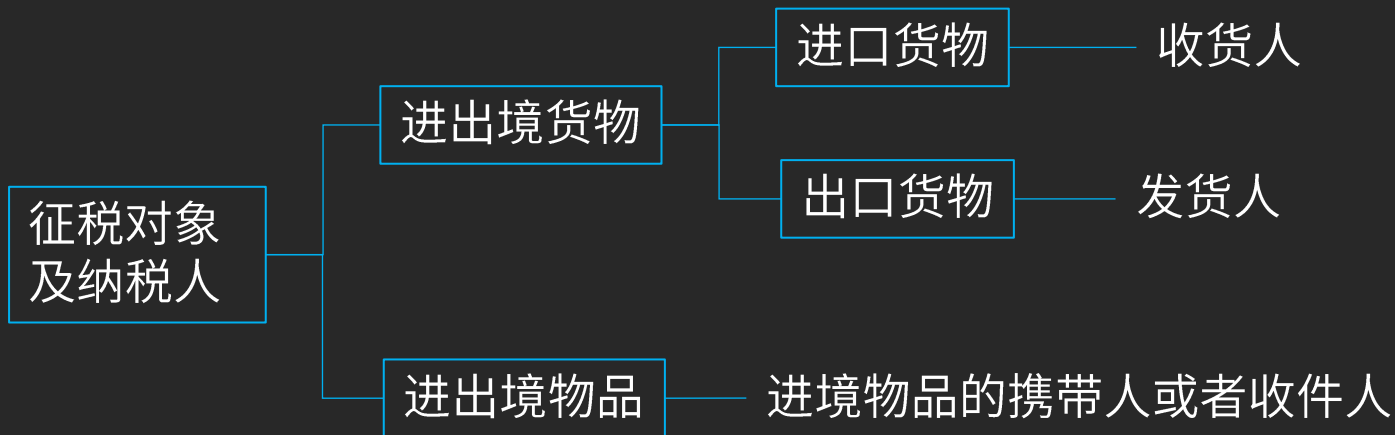 进口货物
收货人
进出境货物
出口货物
发货人
征税对象
及纳税人
进出境物品
进境物品的携带人或者收件人